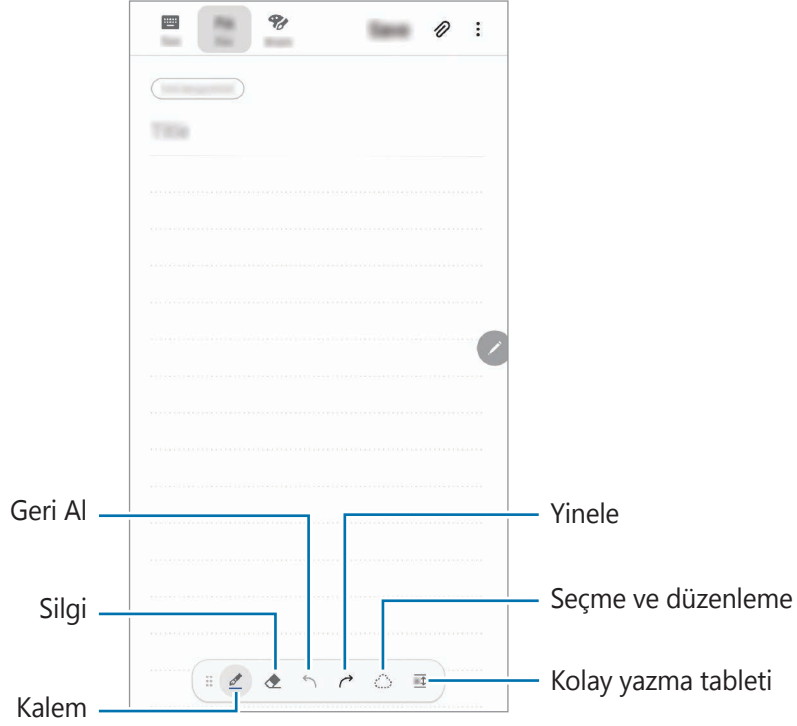 Geri Al
Yinele
Silgi
Seçme ve düzenleme
Kolay yazma tableti
Kalem